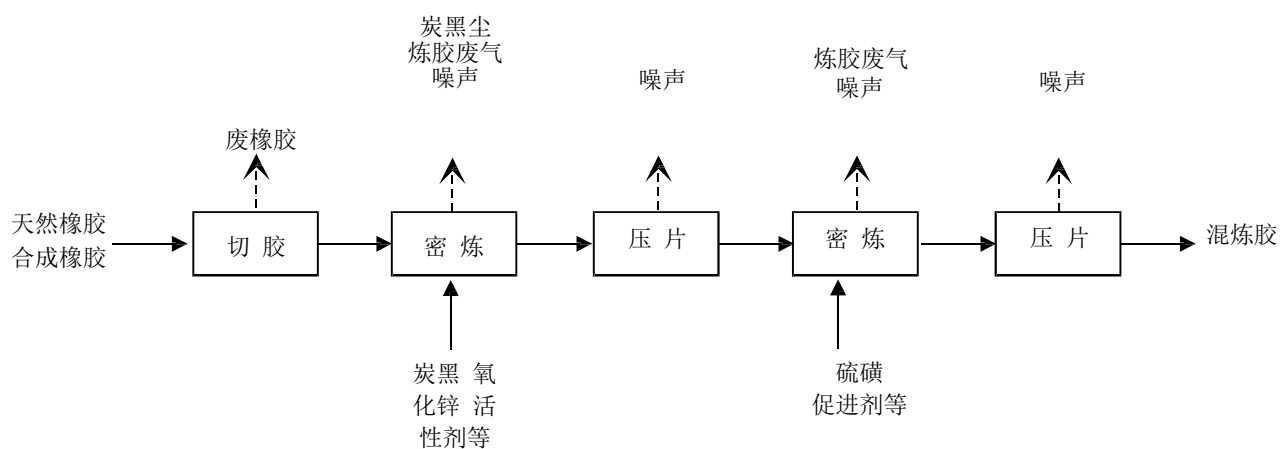 炭黑尘
炼胶废气
噪声
噪声
炼胶废气
噪声
噪声
废橡胶
天然橡胶
合成橡胶
切 胶
密 炼
压 片
密 炼
压 片
混炼胶
炭黑 氧
化锌 活
性剂等
硫磺
促进剂等